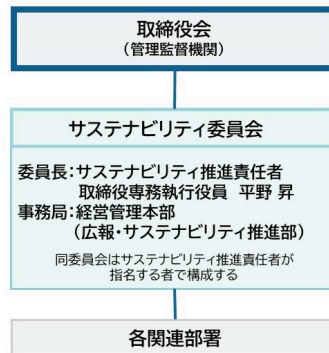 取締役会
（管理監督機関）
サステナビリティ委員会
委員長：サステナビリティ推進責任者
取締役専務執行役員 平野 昇
事務局：経営管理本部
（広報・サステナビリティ推進部）
同委員会はサステナビリティ推進責任者が
指名する者で構成する
各関連部署